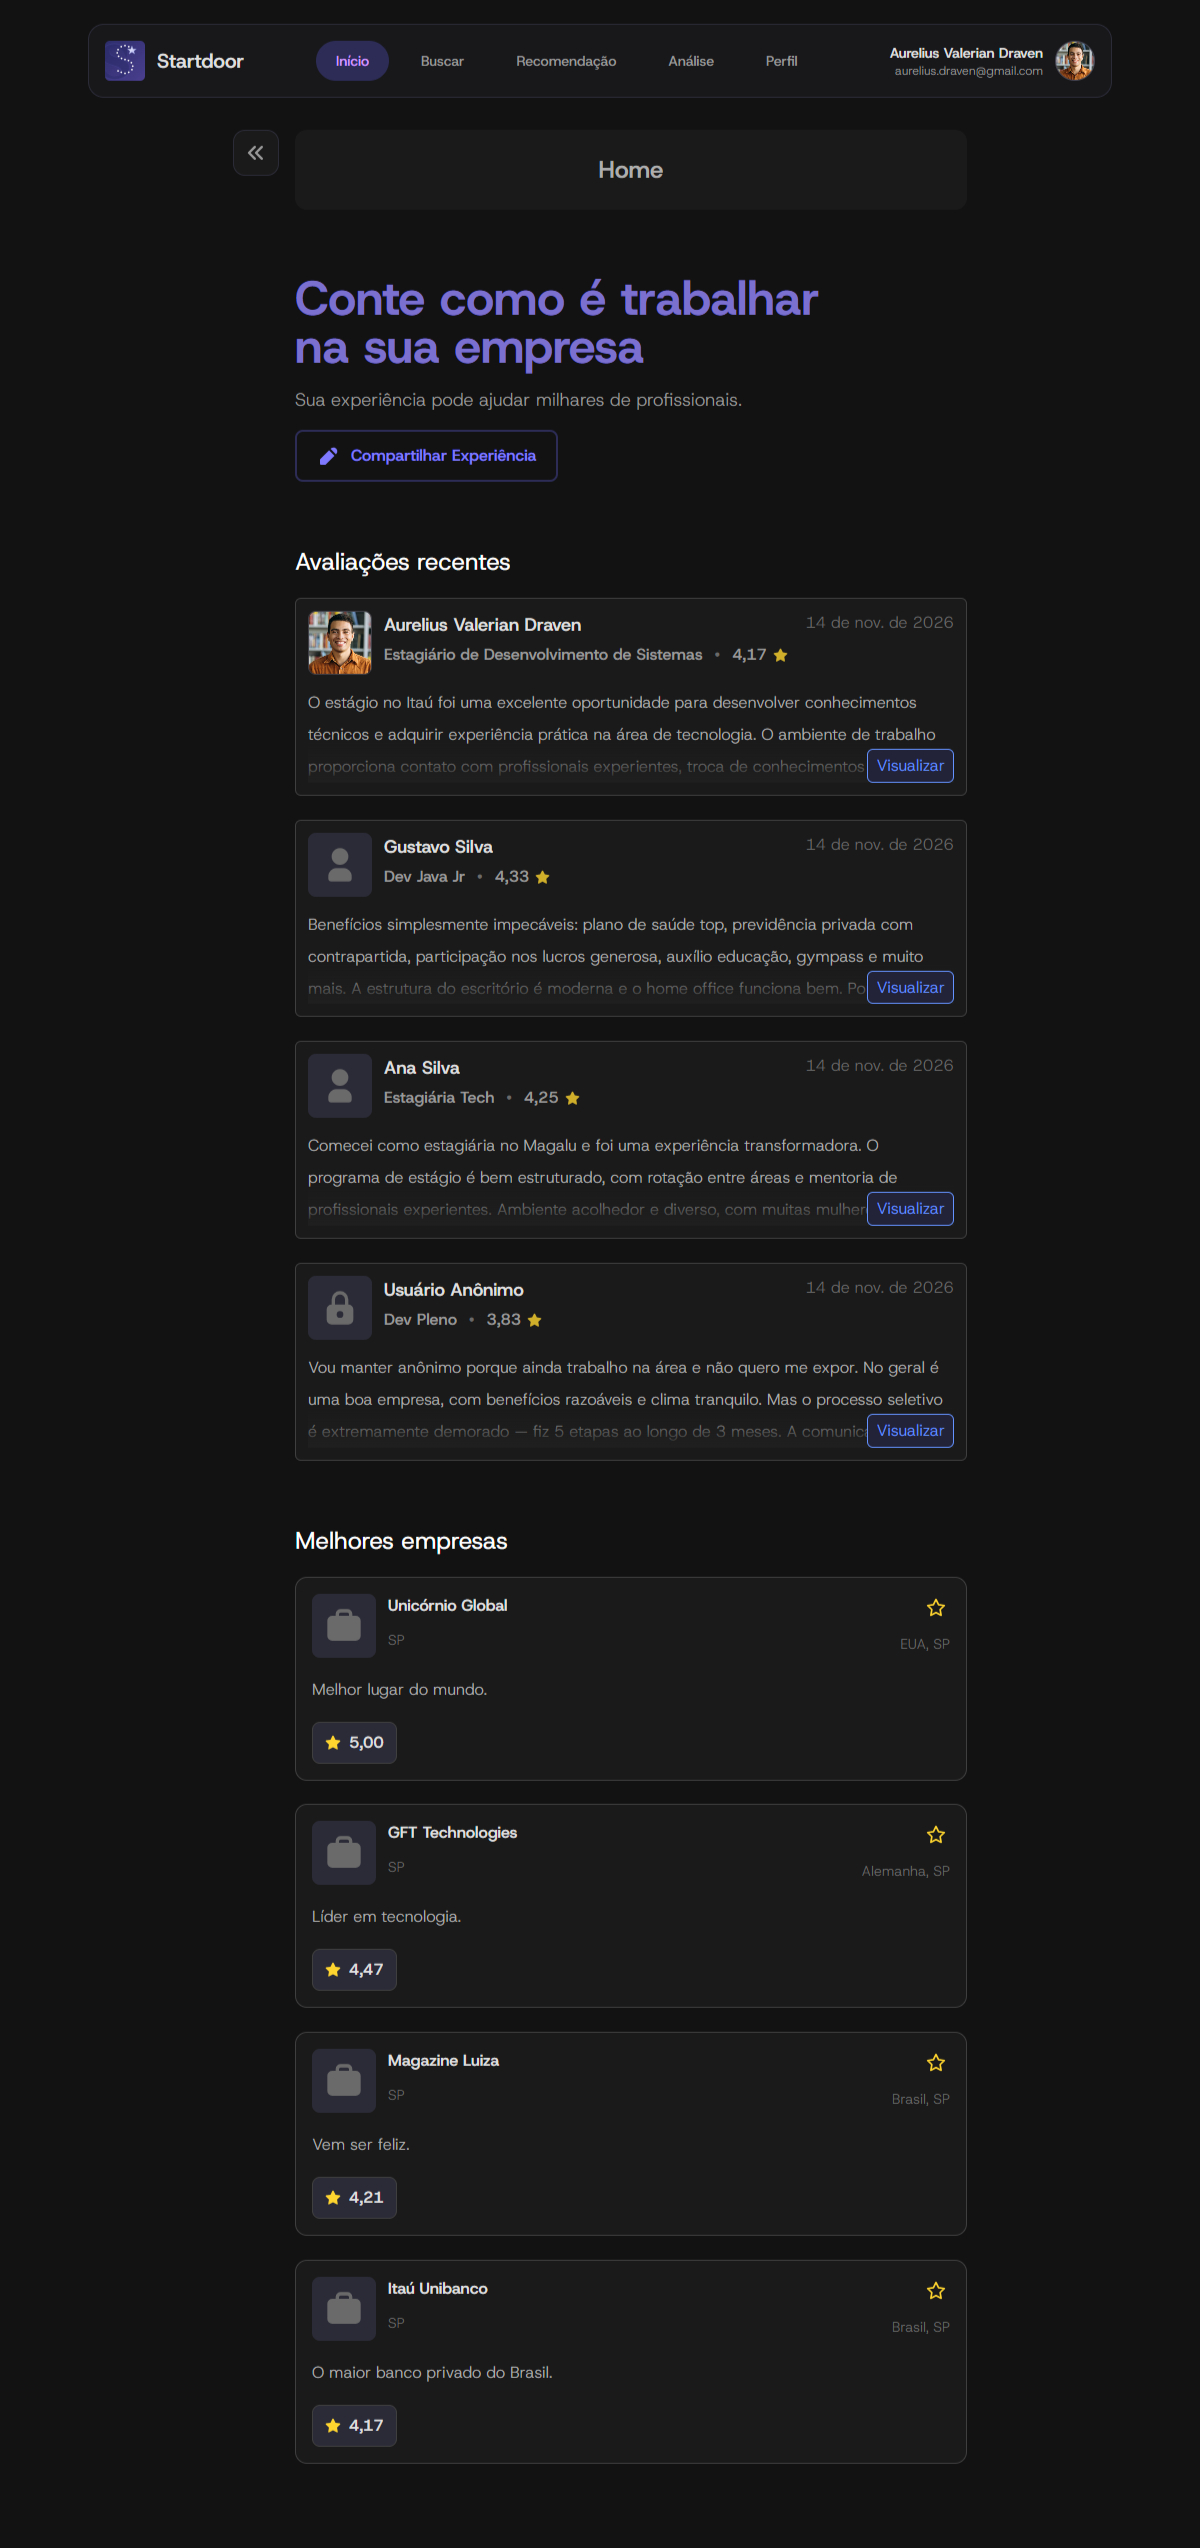 Startdoor
Início
Buscar
Recomendação
Análise
Perfil
Aurelius Valerian Draven
aurelius.draven@gmail.com
Home
Conte como é trabalhar
na sua empresa
Sua experiência pode ajudar milhares de profissionais.
Compartilhar Experiência
Avaliações recentes
Aurelius Valerian Draven
14 de nov. de 2026
Estagiário de Desenvolvimento de Sistemas • 4,17
O estágio no Itaú foi uma excelente oportunidade para desenvolver conhecimentos
técnicos e adquirir experiência prática na área de tecnologia. O ambiente de trabalho
proporciona contato com profissionais experientes, troca de conhecimentos
Visualizar
Gustavo Silva
14 de nov. de 2026
Dev Java Jr • 4,33
Benefícios simplesmente impecáveis: plano de saúde top, previdência privada com
contrapartida, participação nos lucros generosa, auxílio educação, gympass e muito
mais. A estrutura do escritório é moderna e o home office funciona bem. Po
Visualizar
Ana Silva
14 de nov. de 2026
Estagiária Tech • 4,25
Comecei como estagiária no Magalu e foi uma experiência transformadora. O
programa de estágio é bem estruturado, com rotação entre áreas e mentoria de
profissionais experientes. Ambiente acolhedor e diverso, com muitas mulher
Visualizar
Usuário Anônimo
14 de nov. de 2026
Dev Pleno • 3,83
Vou manter anônimo porque ainda trabalho na área e não quero me expor. No geral é
uma boa empresa, com benefícios razoáveis e clima tranquilo. Mas o processo seletivo
é extremamente demorado — fiz 5 etapas ao longo de 3 meses. A comunic
Visualizar
Melhores empresas
Unicórnio Global
SP
EUA, SP
Melhor lugar do mundo.
5,00
GFT Technologies
SP
Alemanha, SP
Líder em tecnologia.
4,47
Magazine Luiza
SP
Brasil, SP
Vem ser feliz.
4,21
Itaú Unibanco
SP
Brasil, SP
O maior banco privado do Brasil.
4,17